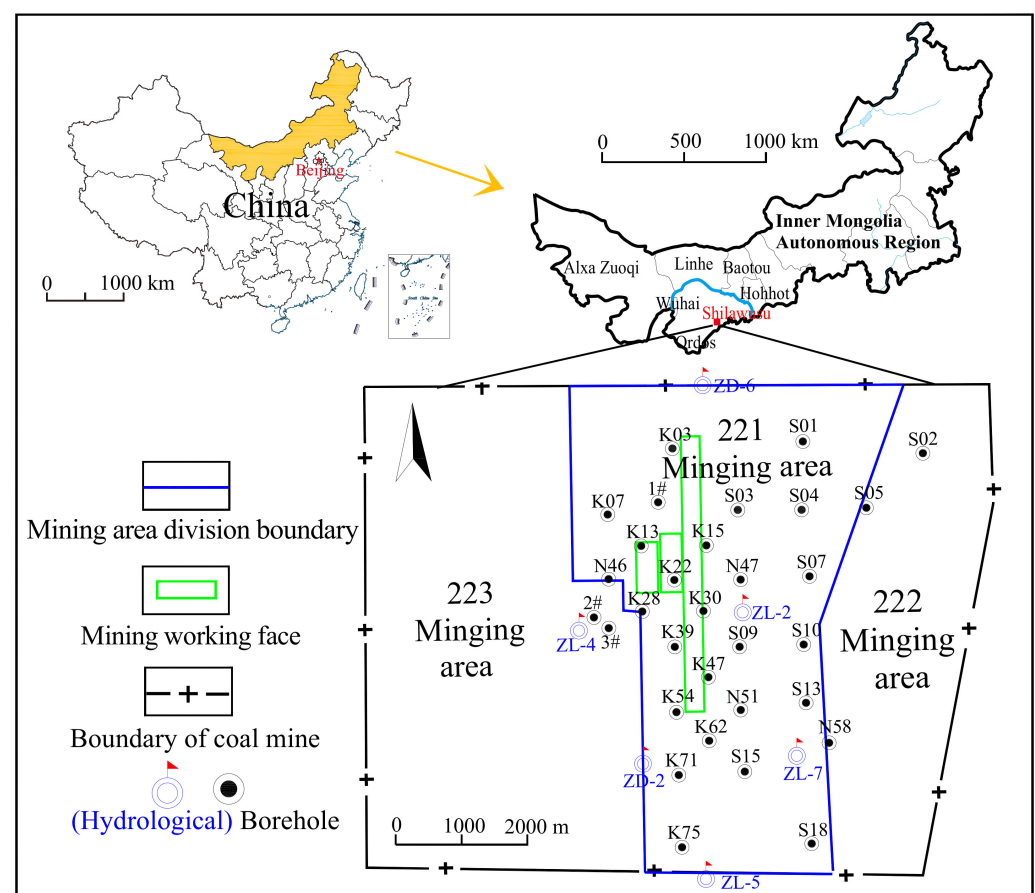 Beijing
China
0 1000 km
0 500 1000 km
Inner Mongolia
Autonomous Region
Alxa Zuoqi
Linhe
Baotou
Hohhot
Wuhai
Shilawusu
Ordos
Mining area division boundary
Mining working face
Boundary of coal mine
(Hydrological) Borehole
ZD-6
221
Minging area
K03
S01
S02
1#
K07
S03
S04
S05
K13
K15
N46
K22
N47
S07
223
Minging
area
222
Minging
area
2#
3#
ZL-4
K28
K30
ZL-2
K39
S09
S10
K47
K54
N51
S13
K62
N58
ZD-2
K71
S15
ZL-7
K75
S18
ZL-5
0 1000 2000 m